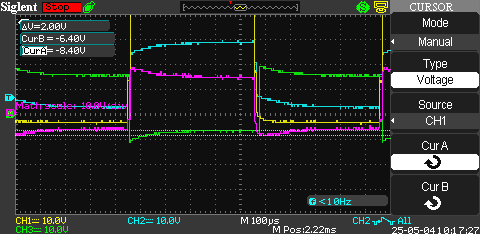 Siglent Stop CURSOR
ΔV=2.00V
CurB=-6.40V
CurA=-8.40V
Mode
Manual
Type
Voltage
Source
CH1
CurA
CurB
T
Math scale: 10.0V/div
<10Hz
CH1 10.0V CH2 10.0V M 100μs CH2 All
CH3 10.0V M Pos:2.22ms 25-05-04 10:17:27